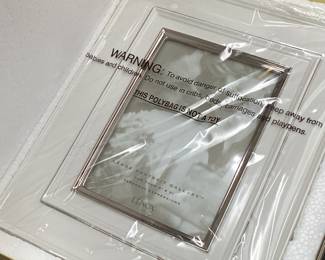 WARNING: To avoid danger of suffocation, keep away from
babies and children. Do not use in cribs, beds, carriages and playpens.
THIS POLYBAG IS NOT A TOY
LENOX